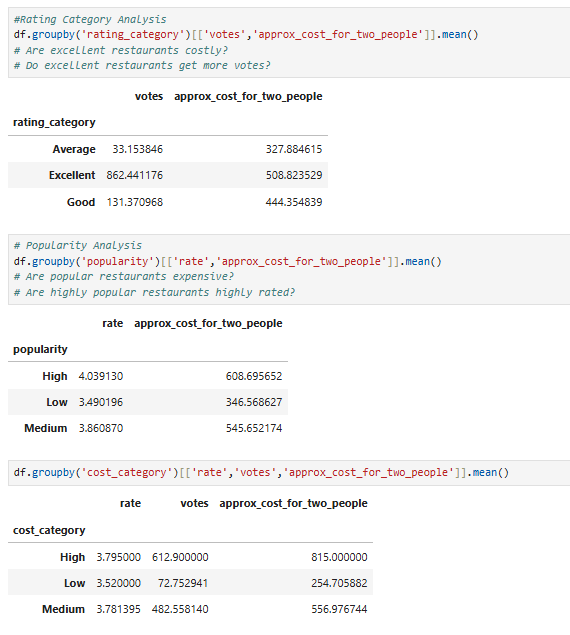 #Rating Category Analysis
df.groupby('rating_category')[['votes','approx_cost_for_two_people']].mean()
# Are excellent restaurants costly?
# Do excellent restaurants get more votes?
votes approx_cost_for_two_people
rating_category
Average 33.153846 327.884615
Excellent 862.441176 508.823529
Good 131.370968 444.354839
# Popularity Analysis
df.groupby('popularity')[['rate','approx_cost_for_two_people']].mean()
# Are popular restaurants expensive?
# Are highly popular restaurants highly rated?
rate approx_cost_for_two_people
popularity
High 4.039130 608.695652
Low 3.490196 346.568627
Medium 3.860870 545.652174
df.groupby('cost_category')[['rate','votes','approx_cost_for_two_people']].mean()
rate votes approx_cost_for_two_people
cost_category
High 3.795000 612.900000 815.000000
Low 3.520000 72.752941 254.705882
Medium 3.781395 482.558140 556.976744